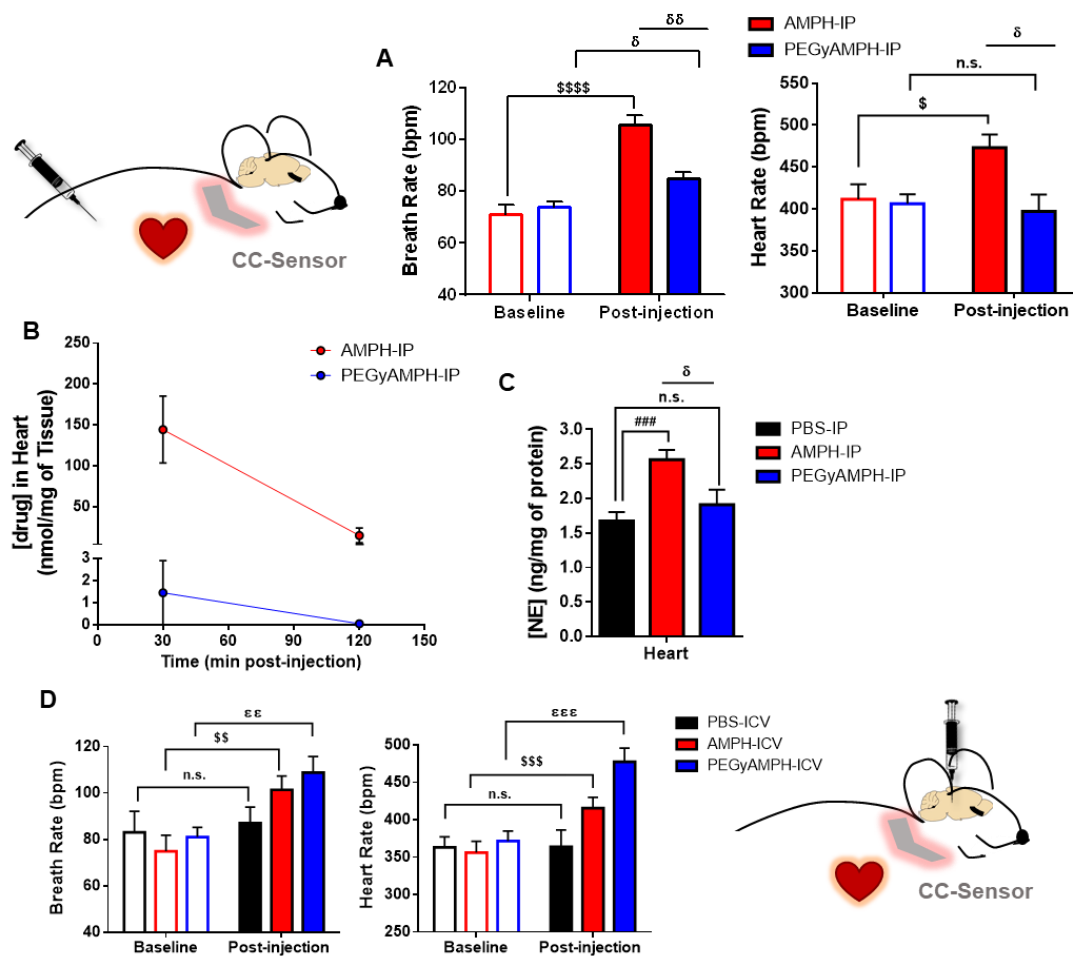 CC-Sensor
A
δδ
δ
$$$$
Breath Rate (bpm)
120
100
80
60
40
Baseline
Post-injection
AMPH-IP
PEGyAMPH-IP
δ
n.s.
$
Heart Rate (bpm)
550
500
450
400
350
300
Baseline
Post-injection
B
AMPH-IP
PEGyAMPH-IP
[drug] in Heart
(nmol/mg of Tissue)
250
200
150
100
50
3
2
1
0
0
30
60
90
120
150
Time (min post-injection)
C
δ
n.s.
###
PBS-IP
AMPH-IP
PEGyAMPH-IP
[NE] (ng/mg of protein)
3.0
2.5
2.0
1.5
1.0
0.5
0.0
Heart
D
εε
$$
n.s.
Breath Rate (bpm)
120
100
80
60
40
Baseline
Post-injection
εεε
$$$
n.s.
Heart Rate (bpm)
500
450
400
350
300
250
Baseline
Post-injection
PBS-ICV
AMPH-ICV
PEGyAMPH-ICV
CC-Sensor